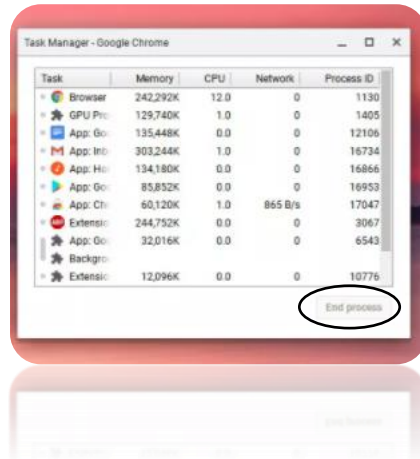 Task Manager - Google Chrome
Task Memory CPU Network Process ID
Browser 242,292K 12.0 0 1130
GPU Pro 129,740K 1.0 0 1405
App: Goo 135,448K 0.0 0 12106
App: Inb 303,244K 1.0 0 16734
App: Ho 134,180K 0.0 0 16866
App: Goo 85,852K 0.0 0 16953
App: Ch 60,120K 1.0 865 B/s 17047
Extensio 244,752K 0.0 0 3067
App: Goo 32,016K 0.0 0 6543
Backgro
Extensio 12,096K 0.0 0 10776
End process